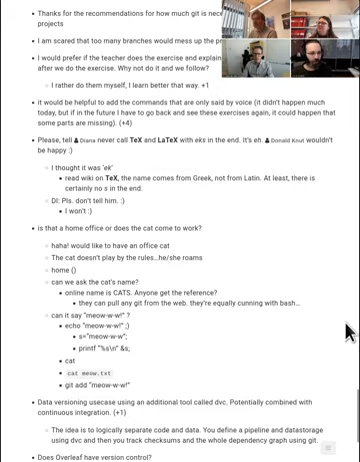 Thanks for the recommendations for how much git is nec
projects
I am scared that too many branches would mess up the pr
I would prefer if the teacher does the exercise and explain
after we do the exercise. Why not do it and we follow?
I rather do them myself, I learn better that way. +1
it would be helpful to add the commands that are only said by voice (it didn't happen much
today, but if in the future I have to go back and see these exercises again, it could happen that
some parts are missing). (+4)
Please, tell Diana never call TeX and LaTeX with eks in the end. It's eh. Donald Knut wouldn't
be happy :)
I thought it was 'ek'
read wiki on TeX, the name comes from Greek, not from Latin. At least, there is
certainly no s in the end.
DI: Pls. don't tell him. :)
I won't :)
is that a home office or does the cat come to work?
haha! would like to have an office cat
The cat doesn't play by the rules...he/she roams
home ()
can we ask the cat's name?
online name is CATS. Anyone get the reference?
they can pull any git from the web. they're equally cunning with bash...
can it say "meow-w-w!" ?
echo "meow-w-w!" ;)
s="meow-w-w";
printf "%s\n" &s;
cat
cat meow.txt
git add "meow-w-w!"
Data versioning usecase using an additional tool called dvc. Potentially combined with
continuous integration. (+1)
The idea is to logically separate code and data. You define a pipeline and datastorage
using dvc and then you track checksums and the whole dependency graph using git.
Does Overleaf have version control?